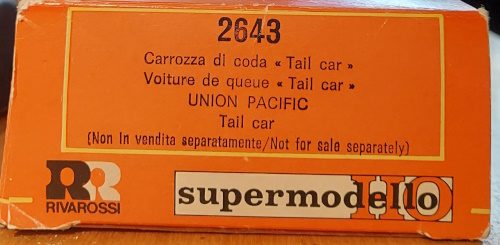 2643
Carrozza di coda « Tail car »
Voiture de queue « Tail car »
UNION PACIFIC
Tail car
(Non In vendita separatamente/Not for sale separately)
RR
RIVAROSSI
supermodello HO